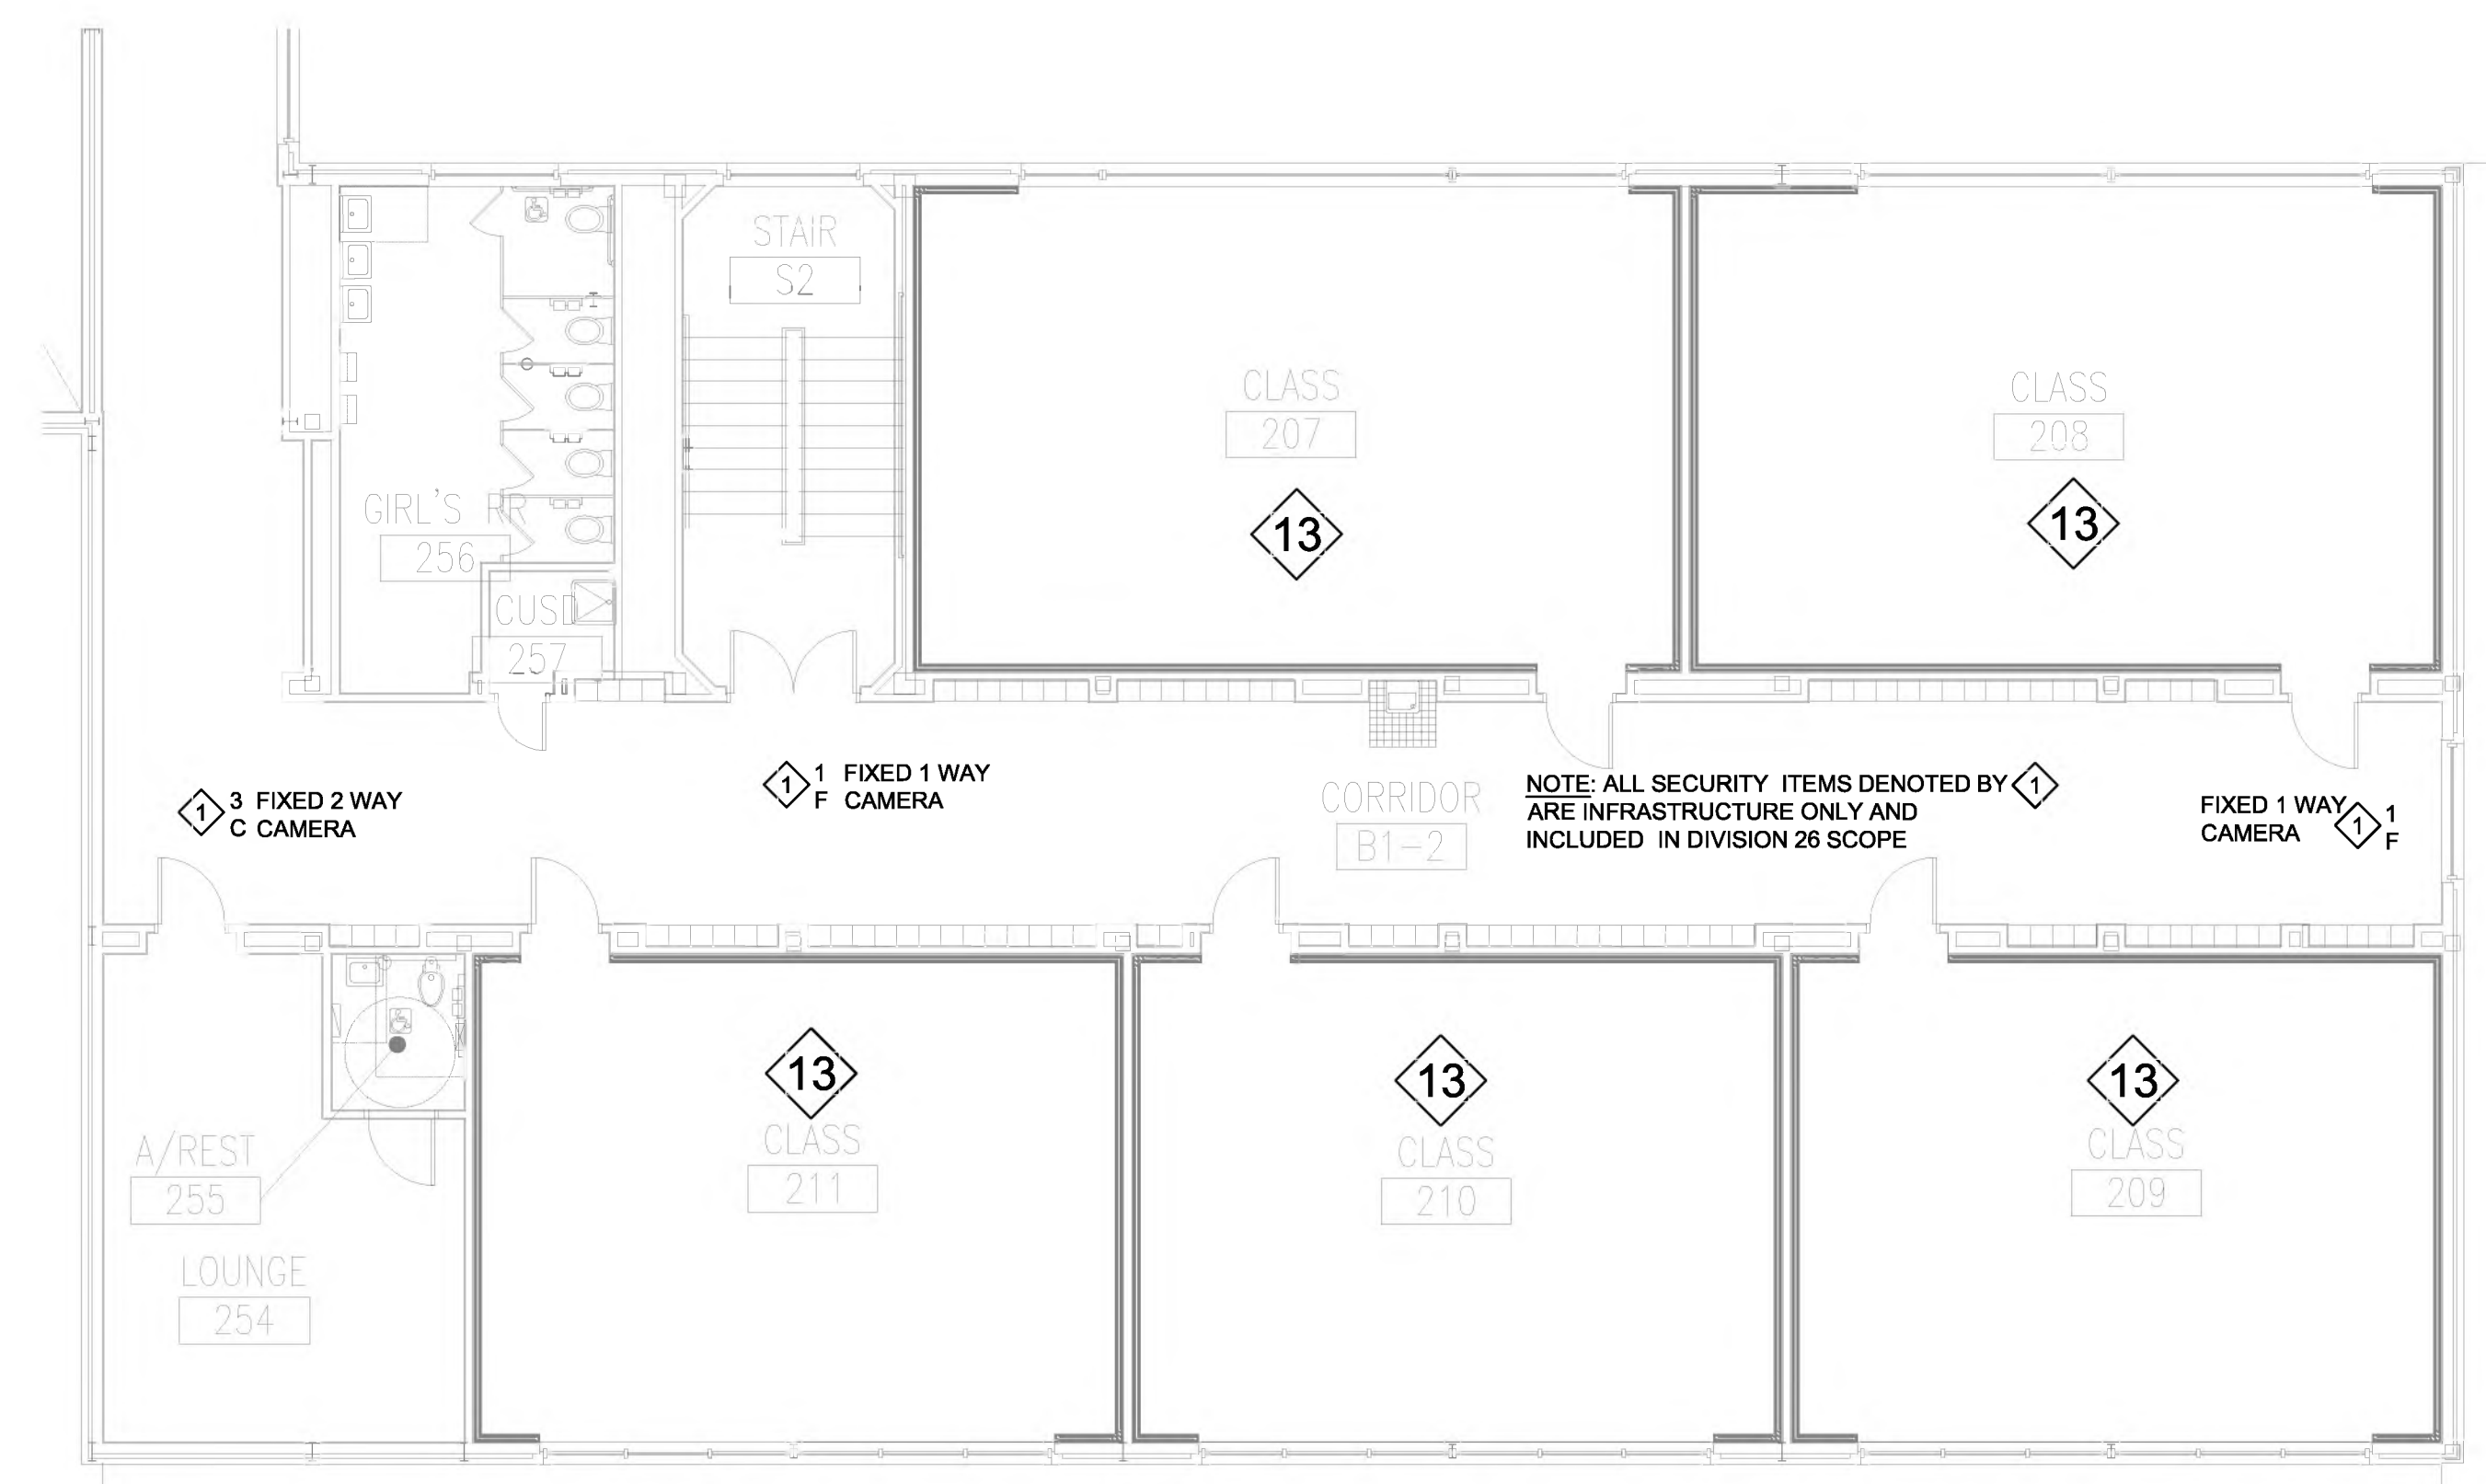 STAIR
S2
CLASS
207
CLASS
208
13
13
GIRL'S RR
256
CUSD
257
1 3 FIXED 2 WAY
C CAMERA
1 1 FIXED 1 WAY
F CAMERA
CORRIDOR
B1-2
NOTE: ALL SECURITY ITEMS DENOTED BY 1
ARE INFRASTRUCTURE ONLY AND
INCLUDED IN DIVISION 26 SCOPE
FIXED 1 WAY 1 1
CAMERA F
13
CLASS
211
13
CLASS
210
13
CLASS
209
A/REST
255
LOUNGE
254